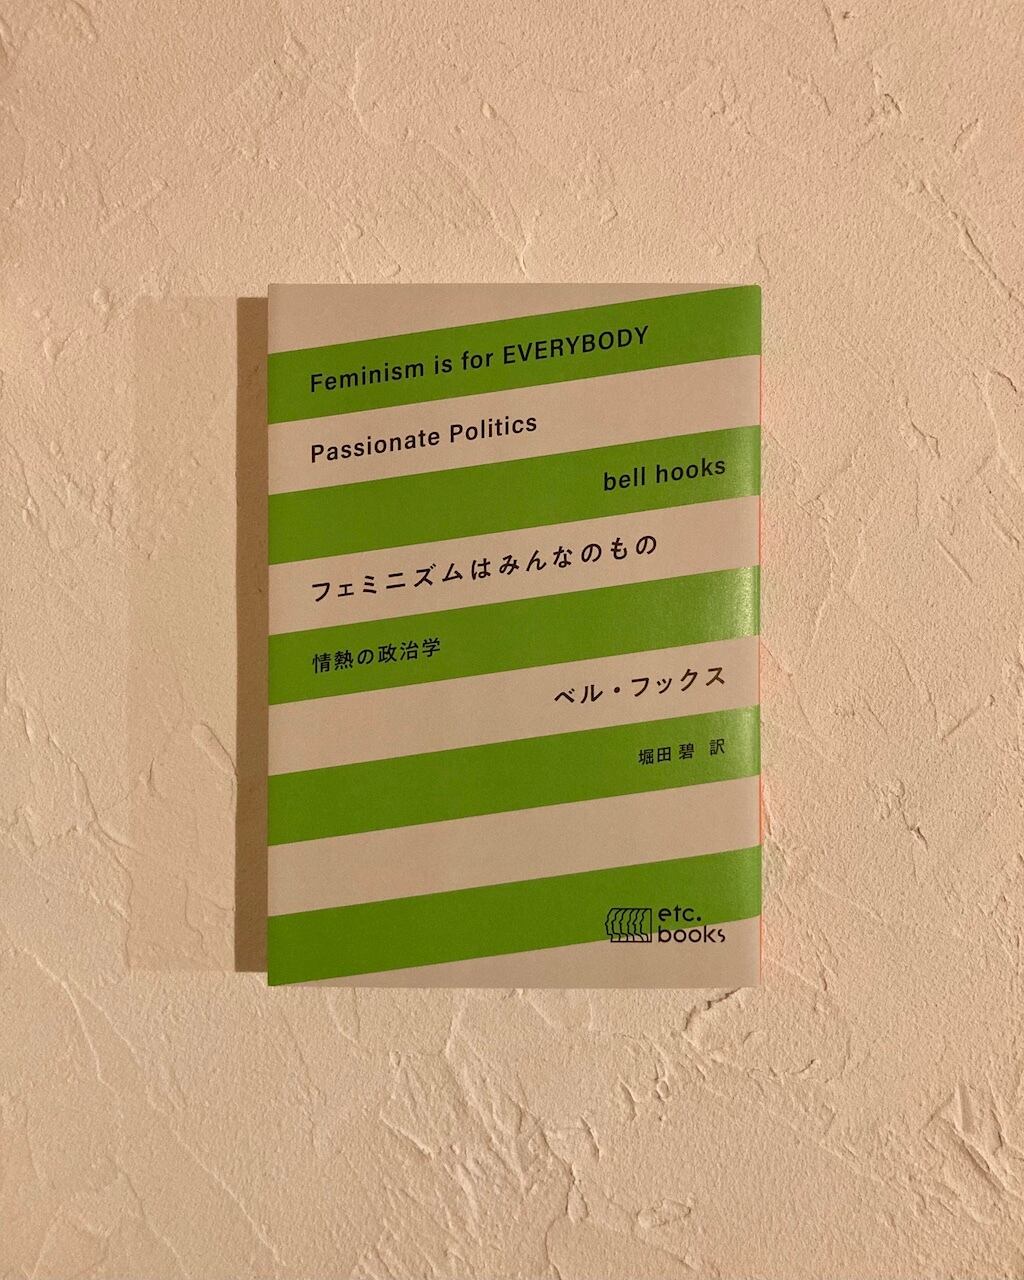 Feminism is for EVERYBODY
Passionate Politics
bell hooks
フェミニズムはみんなのもの
情熱の政治学
ベル・フックス
堀田 碧 訳
etc.
books